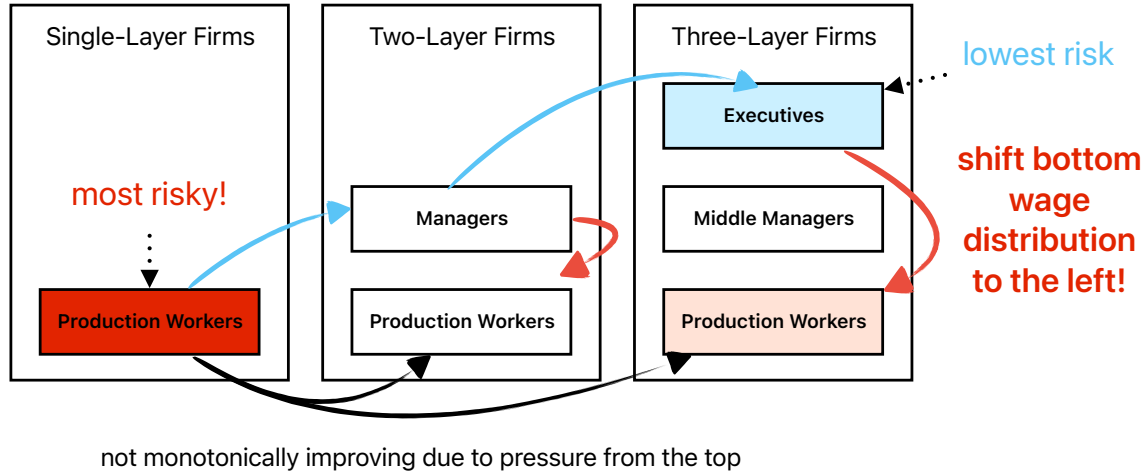 Single-Layer Firms
Two-Layer Firms
Three-Layer Firms
lowest risk
Executives
shift bottom
wage
distribution
to the left!
most risky!
Managers
Middle Managers
Production Workers
Production Workers
Production Workers
not monotonically improving due to pressure from the top